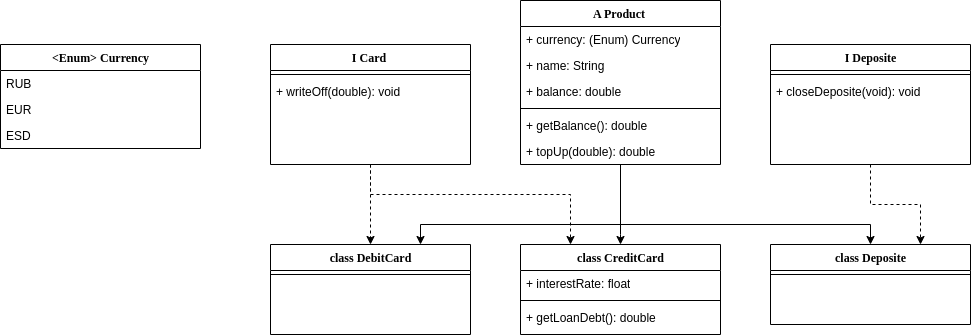 <Enum> Currency
RUB
EUR
ESD
I Card
+ writeOff(double): void
A Product
+ currency: (Enum) Currency
+ name: String
+ balance: double
+ getBalance(): double
+ topUp(double): double
I Deposite
+ closeDeposite(void): void
class DebitCard
class CreditCard
+ interestRate: float
+ getLoanDebt(): double
class Deposite